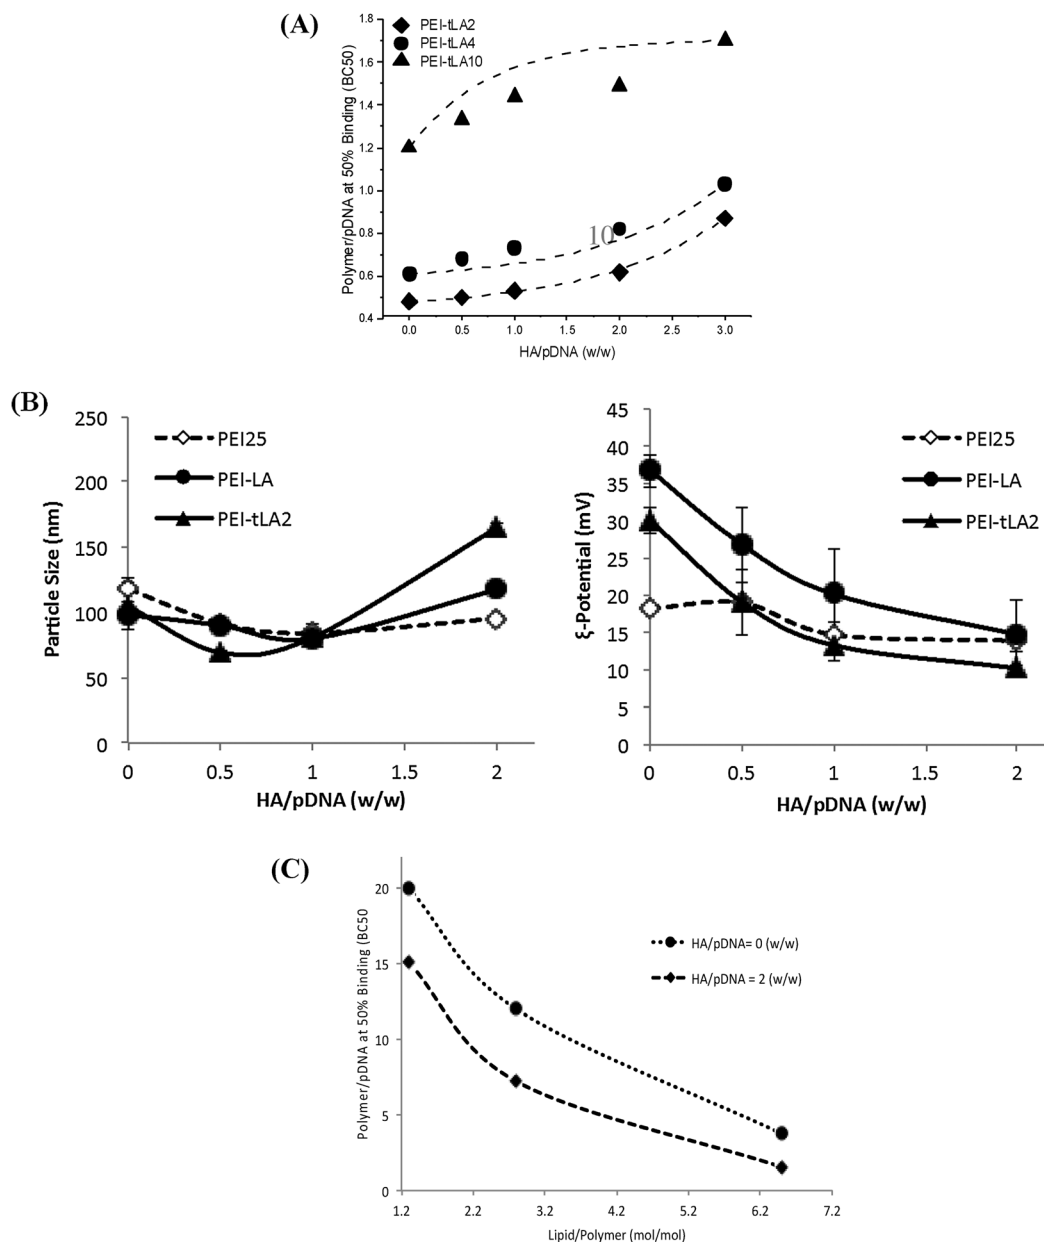 (A)
PEI-tLA2
PEI-tLA4
PEI-tLA10
Polymer/pDNA at 50% Binding (BC50)
1.8
1.6
1.4
1.2
1.0
0.8
0.6
0.4
10
0.0
0.5
1.0
1.5
2.0
2.5
3.0
HA/pDNA (w/w)
(B)
Particle Size (nm)
250
200
150
100
50
0
PEI25
PEI-LA
PEI-tLA2
0
0.5
1
1.5
2
HA/pDNA (w/w)
ξ-Potential (mV)
45
40
35
30
25
20
15
10
5
0
PEI25
PEI-LA
PEI-tLA2
0
0.5
1
1.5
2
HA/pDNA (w/w)
(C)
Polymer/pDNA at 50% Binding (BC50
20
15
10
5
0
HA/pDNA= 0 (w/w)
HA/pDNA = 2 (w/w)
1.2
2.2
3.2
4.2
5.2
6.2
7.2
Lipid/Polymer (mol/mol)